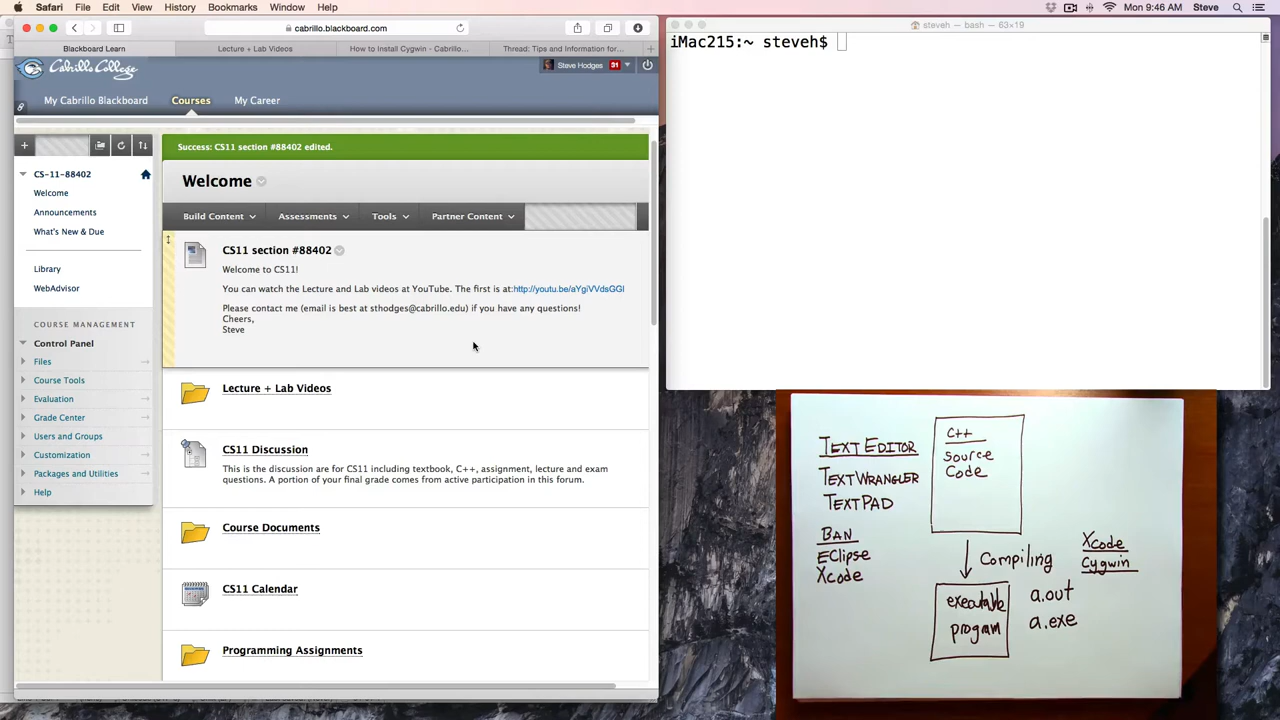 Safari File Edit View History Bookmarks Window Help
Mon 9:46 AM Steve
cabrillo.blackboard.com
Blackboard Learn
Lecture + Lab Videos
How to Install Cygwin - Cabrillo...
Thread: Tips and Information for...
Cabrillo College
Steve Hodges 31
My Cabrillo Blackboard
Courses
My Career
CS-11-88402
Welcome
Announcements
What's New & Due
Library
WebAdvisor
COURSE MANAGEMENT
Control Panel
Files
Course Tools
Evaluation
Grade Center
Users and Groups
Customization
Packages and Utilities
Help
Success: CS11 section #88402 edited.
Welcome
Build Content
Assessments
Tools
Partner Content
CS11 section #88402
Welcome to CS11!
You can watch the Lecture and Lab videos at YouTube. The first is at:http://youtu.be/aYgiVVdsGGI
Please contact me (email is best at sthodges@cabrillo.edu) if you have any questions!
Cheers,
Steve
Lecture + Lab Videos
CS11 Discussion
This is the discussion are for CS11 including textbook, C++, assignment, lecture and exam
questions. A portion of your final grade comes from active participation in this forum.
Course Documents
CS11 Calendar
Programming Assignments
steveh — bash — 63×19
iMac215:~ steveh$
TEXT EDITOR
TEXTWRANGLER
TEXTPAD
BAN
EClipse
Xcode
C++
Source
Code
Compiling
Xcode
Cygwin
executable
program
a.out
a.exe